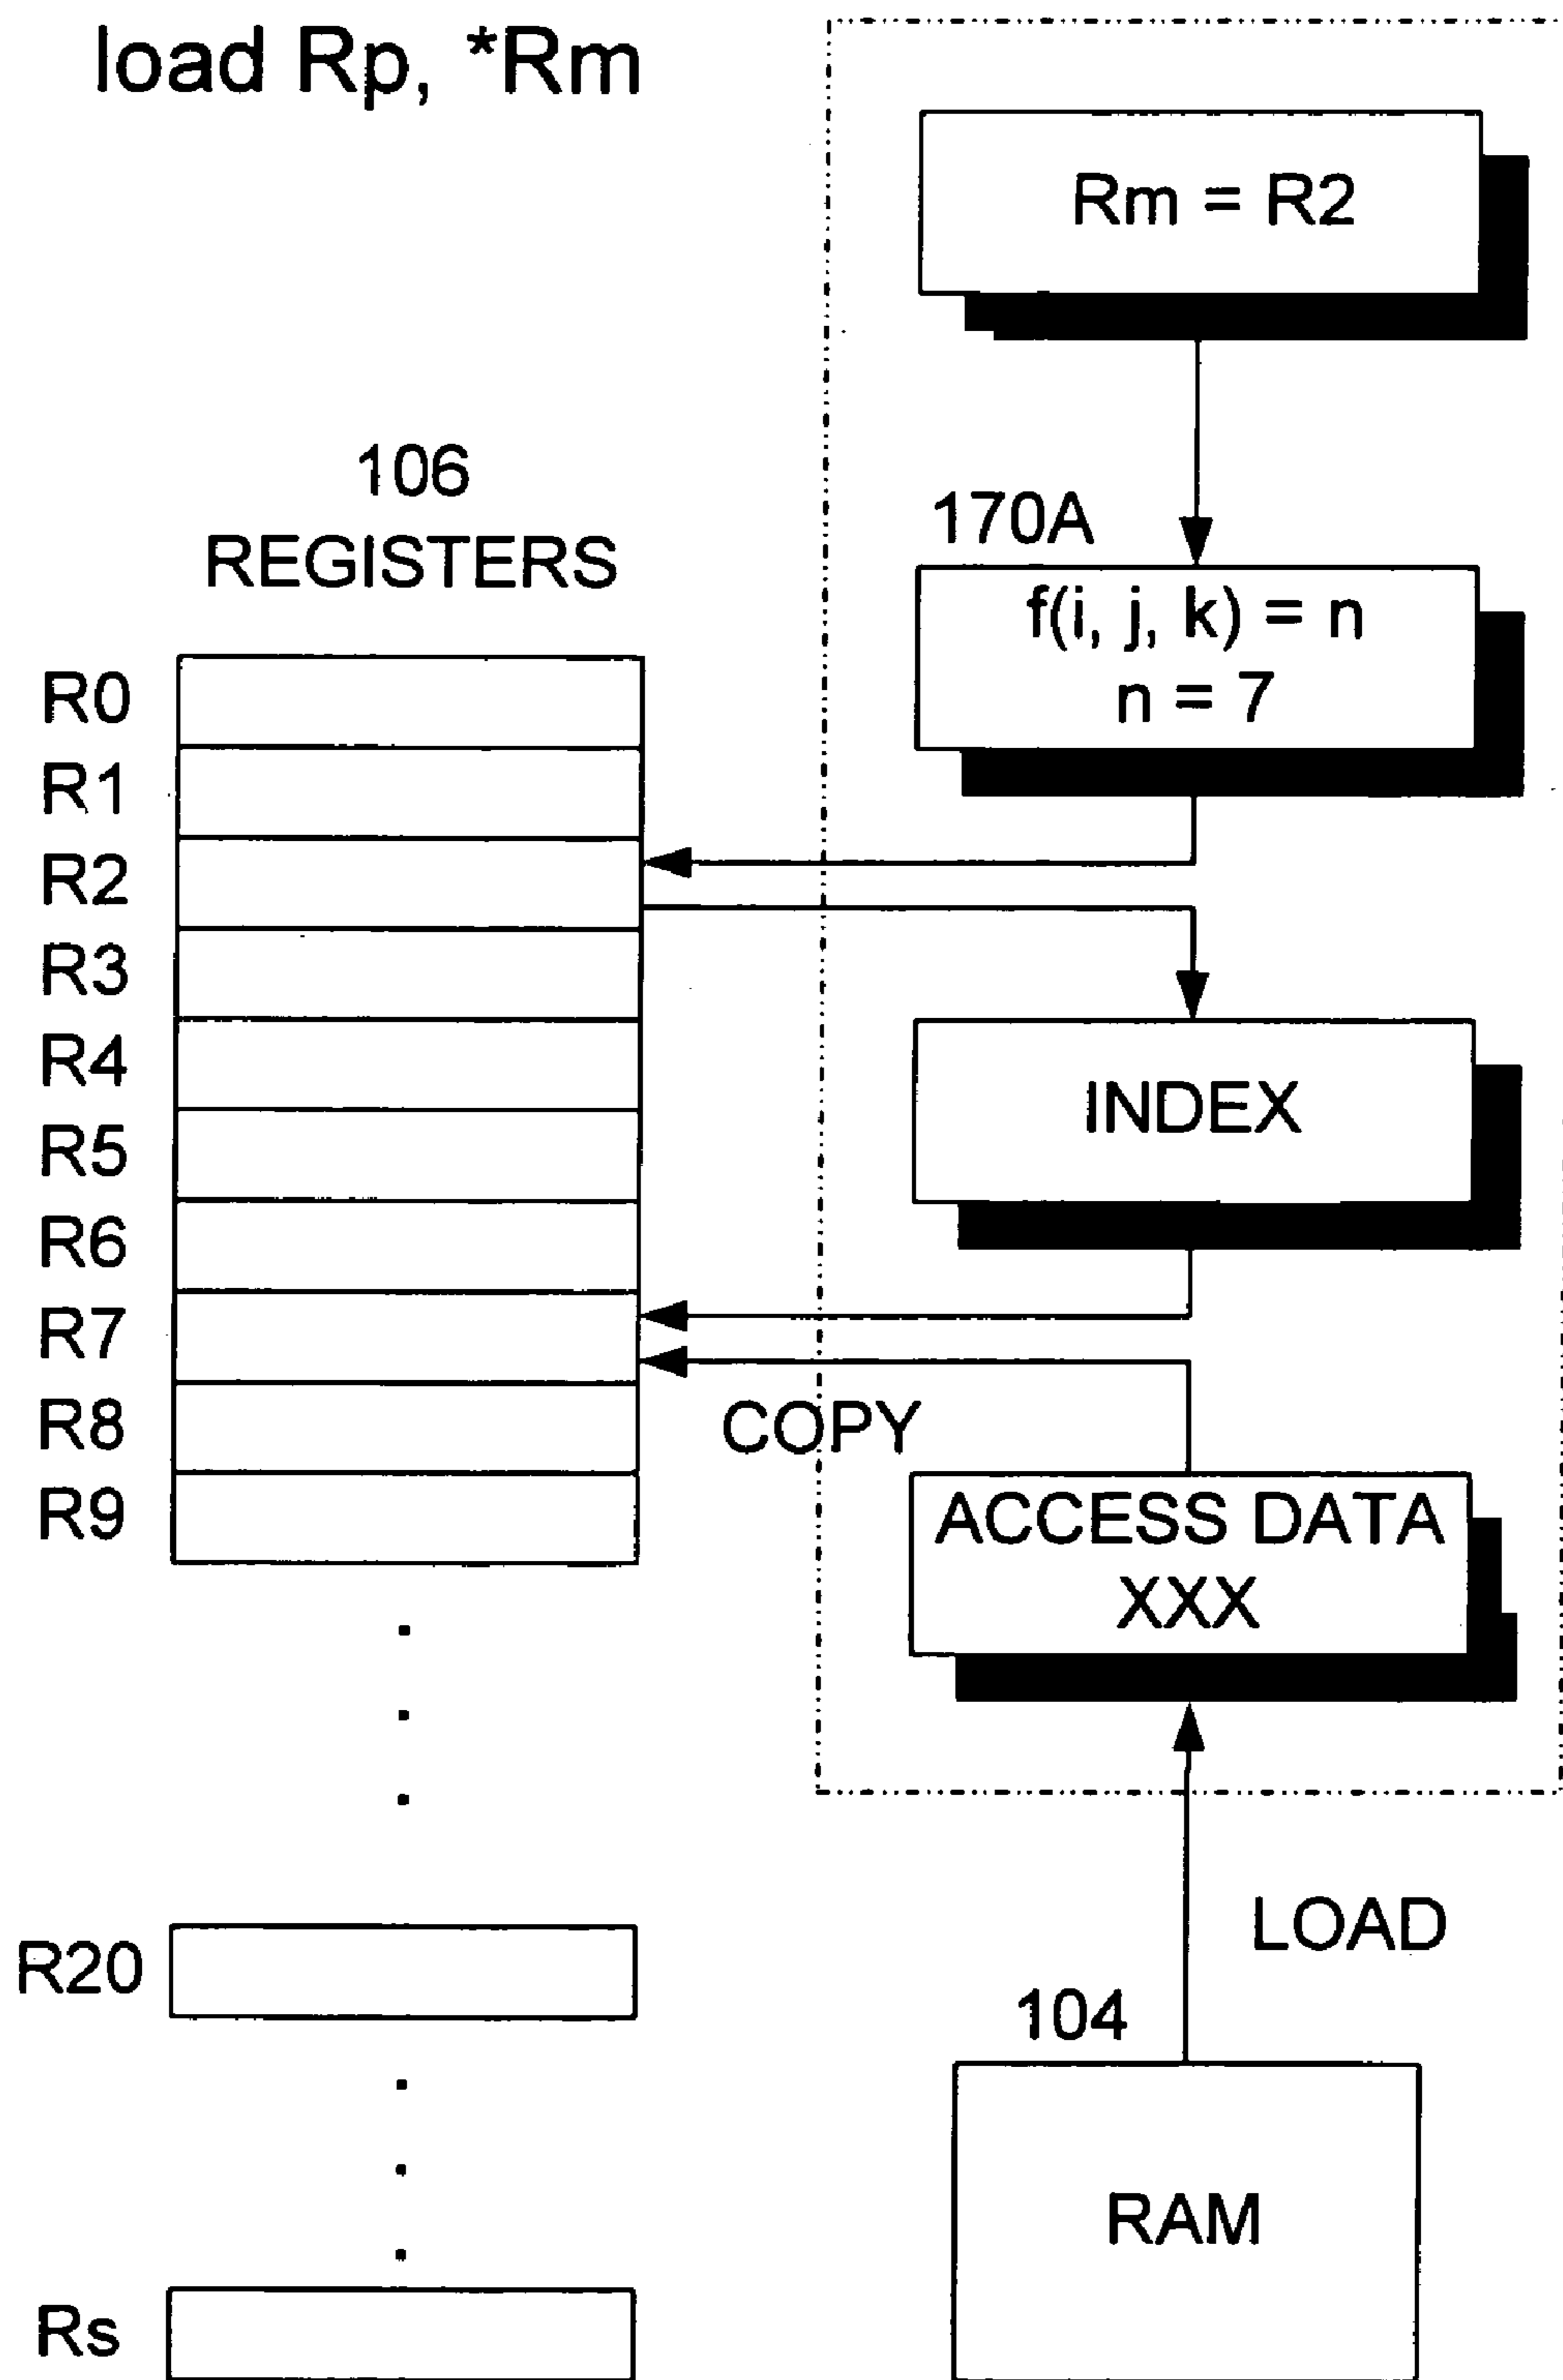 load Rp, *Rm
Rm = R2
106
REGISTERS
170A
f(i, j, k) = n
n = 7
R0
R1
R2
R3
R4
R5
R6
R7
R8
R9
INDEX
COPY
ACCESS DATA
XXX
LOAD
R20
104
RAM
Rs